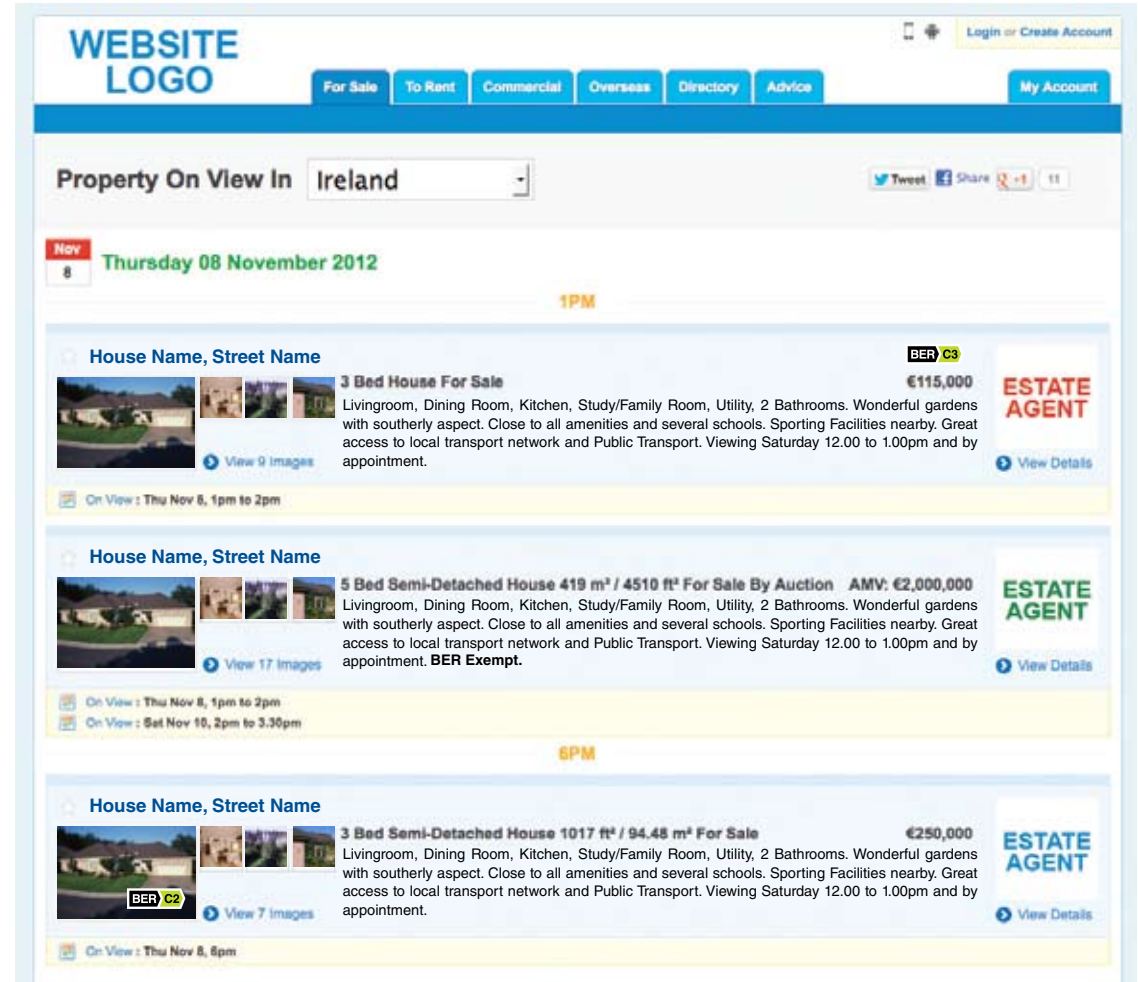 WEBSITE
LOGO
Login or Create Account
For Sale To Rent Commercial Overseas Directory Advice My Account
Property On View In Ireland
Tweet Share +1 11
Nov
8
Thursday 08 November 2012
1PM
House Name, Street Name
BER C3
3 Bed House For Sale €115,000
Livingroom, Dining Room, Kitchen, Study/Family Room, Utility, 2 Bathrooms. Wonderful gardens
with southerly aspect. Close to all amenities and several schools. Sporting Facilities nearby. Great
access to local transport network and Public Transport. Viewing Saturday 12.00 to 1.00pm and by
appointment.
View 9 Images
ESTATE
AGENT
View Details
On View : Thu Nov 8, 1pm to 2pm
House Name, Street Name
5 Bed Semi-Detached House 419 m² / 4510 ft² For Sale By Auction AMV: €2,000,000
Livingroom, Dining Room, Kitchen, Study/Family Room, Utility, 2 Bathrooms. Wonderful gardens
with southerly aspect. Close to all amenities and several schools. Sporting Facilities nearby. Great
access to local transport network and Public Transport. Viewing Saturday 12.00 to 1.00pm and by
appointment. BER Exempt.
View 17 Images
ESTATE
AGENT
View Details
On View : Thu Nov 8, 1pm to 2pm
On View : Sat Nov 10, 2pm to 3.30pm
6PM
House Name, Street Name
3 Bed Semi-Detached House 1017 ft² / 94.48 m² For Sale €250,000
Livingroom, Dining Room, Kitchen, Study/Family Room, Utility, 2 Bathrooms. Wonderful gardens
with southerly aspect. Close to all amenities and several schools. Sporting Facilities nearby. Great
access to local transport network and Public Transport. Viewing Saturday 12.00 to 1.00pm and by
appointment.
BER C2
View 7 Images
ESTATE
AGENT
View Details
On View : Thu Nov 8, 6pm